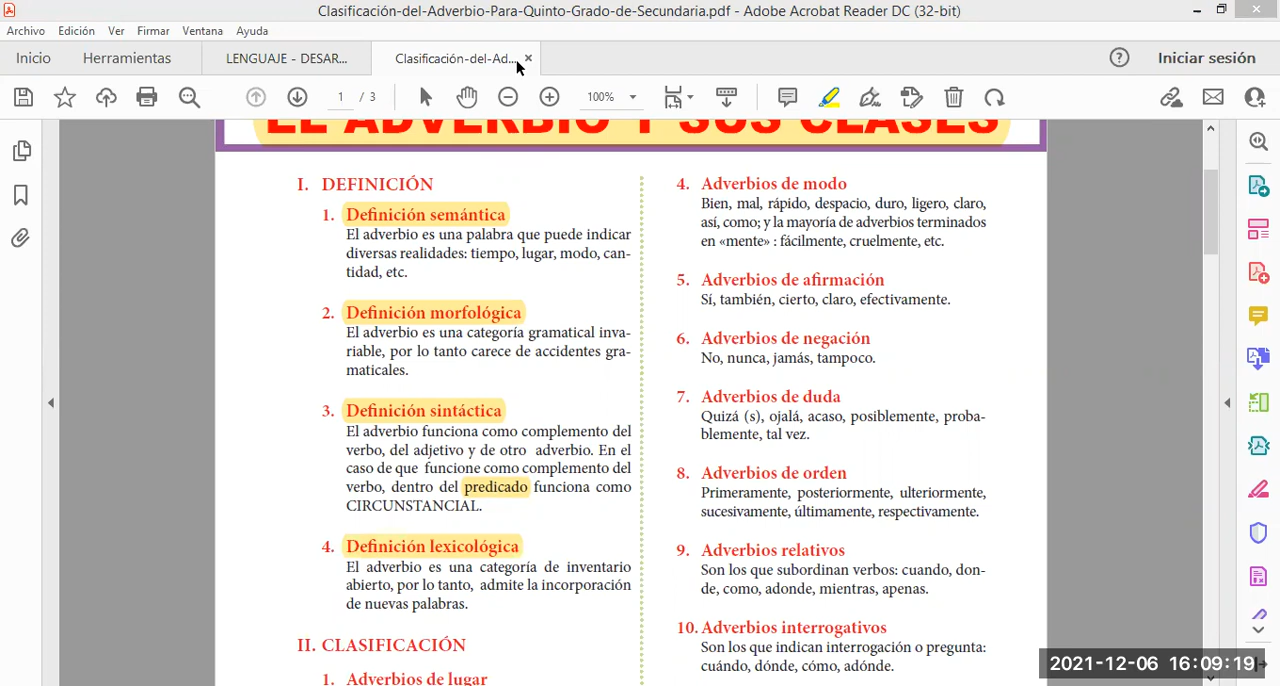 Clasificación-del-Adverbio-Para-Quinto-Grado-de-Secundaria.pdf - Adobe Acrobat Reader DC (32-bit)
Archivo Edición Ver Firmar Ventana Ayuda
Inicio Herramientas LENGUAJE - DESAR... Clasificación-del-Ad... Iniciar sesión
1 / 3 100%
EL ADVERBIO Y SUS CLASES
I. DEFINICIÓN
1. Definición semántica
El adverbio es una palabra que puede indicar
diversas realidades: tiempo, lugar, modo, can-
tidad, etc.
2. Definición morfológica
El adverbio es una categoría gramatical inva-
riable, por lo tanto carece de accidentes gra-
maticales.
3. Definición sintáctica
El adverbio funciona como complemento del
verbo, del adjetivo y de otro adverbio. En el
caso de que funcione como complemento del
verbo, dentro del predicado funciona como
CIRCUNSTANCIAL.
4. Definición lexicológica
El adverbio es una categoría de inventario
abierto, por lo tanto, admite la incorporación
de nuevas palabras.
II. CLASIFICACIÓN
1. Adverbios de lugar
4. Adverbios de modo
Bien, mal, rápido, despacio, duro, ligero, claro,
así, como; y la mayoría de adverbios terminados
en «mente» : fácilmente, cruelmente, etc.
5. Adverbios de afirmación
Sí, también, cierto, claro, efectivamente.
6. Adverbios de negación
No, nunca, jamás, tampoco.
7. Adverbios de duda
Quizá (s), ojalá, acaso, posiblemente, proba-
blemente, tal vez.
8. Adverbios de orden
Primeramente, posteriormente, ulteriormente,
sucesivamente, últimamente, respectivamente.
9. Adverbios relativos
Son los que subordinan verbos: cuando, don-
de, como, adonde, mientras, apenas.
10. Adverbios interrogativos
Son los que indican interrogación o pregunta:
cuándo, dónde, cómo, adónde.
2021-12-06 16:09:19